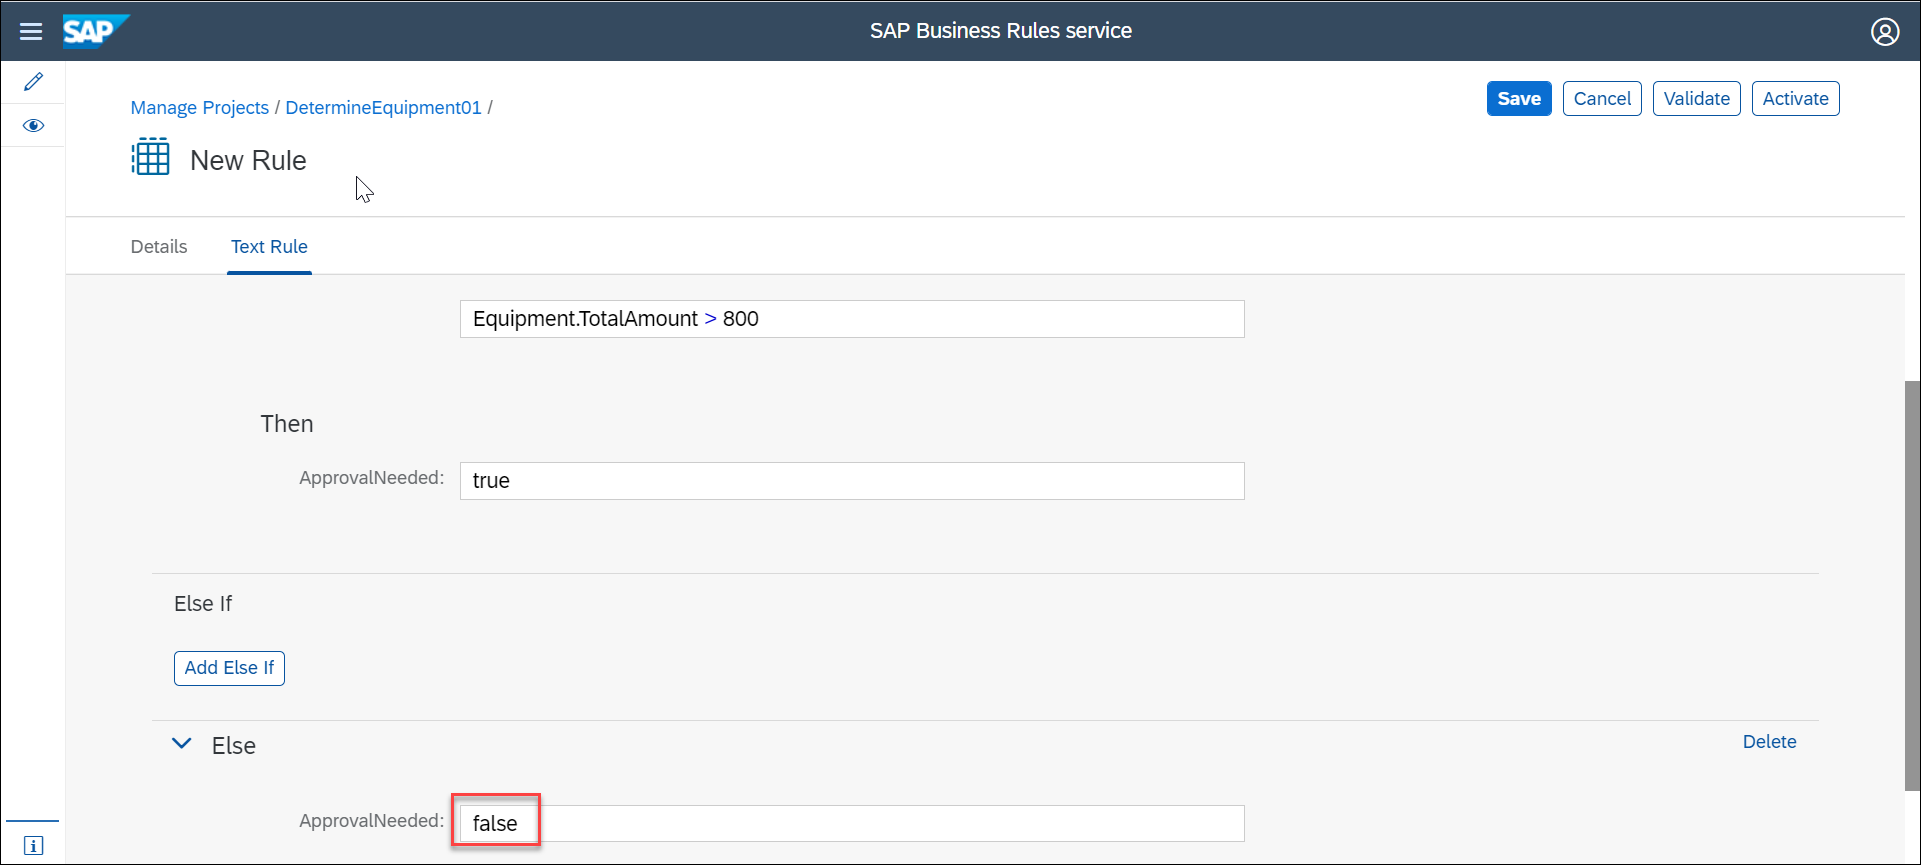 SAP
SAP Business Rules service
Manage Projects / DetermineEquipment01 /
Save
Cancel
Validate
Activate
New Rule
Details
Text Rule
Equipment.TotalAmount > 800
Then
ApprovalNeeded:
true
Else If
Add Else If
Else
Delete
ApprovalNeeded:
false